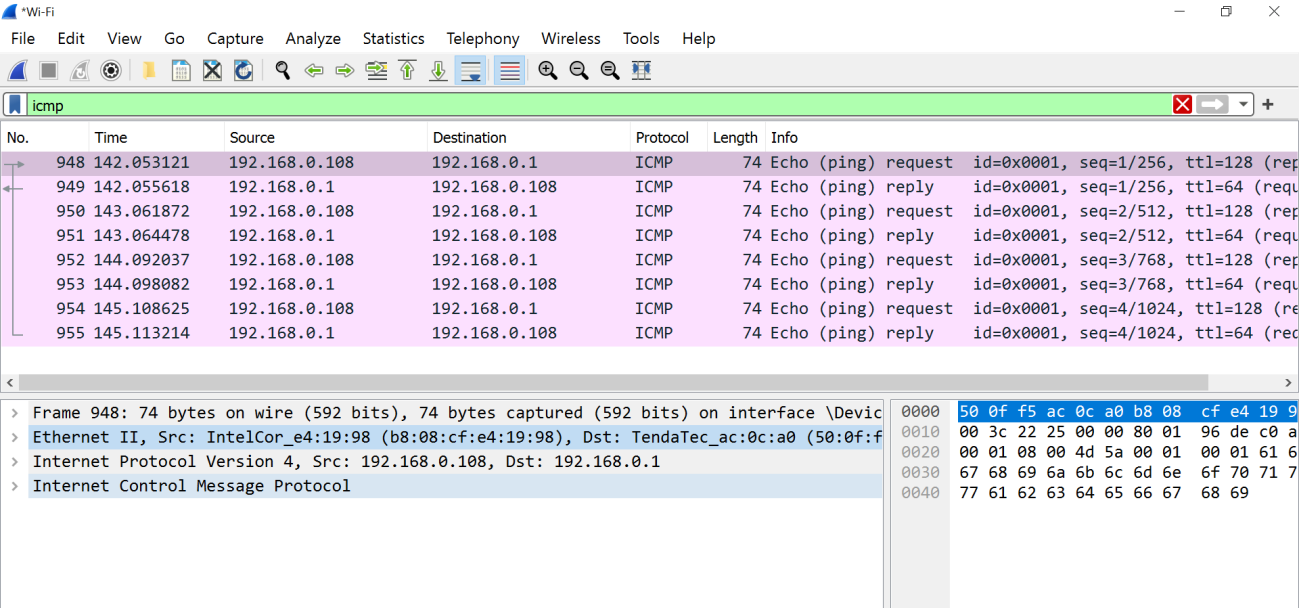 *Wi-Fi
File Edit View Go Capture Analyze Statistics Telephony Wireless Tools Help
icmp
No. Time Source Destination Protocol Length Info
948 142.053121 192.168.0.108 192.168.0.1 ICMP 74 Echo (ping) request id=0x0001, seq=1/256, ttl=128 (rep
949 142.055618 192.168.0.1 192.168.0.108 ICMP 74 Echo (ping) reply id=0x0001, seq=1/256, ttl=64 (requ
950 143.061872 192.168.0.108 192.168.0.1 ICMP 74 Echo (ping) request id=0x0001, seq=2/512, ttl=128 (rep
951 143.064478 192.168.0.1 192.168.0.108 ICMP 74 Echo (ping) reply id=0x0001, seq=2/512, ttl=64 (requ
952 144.092037 192.168.0.108 192.168.0.1 ICMP 74 Echo (ping) request id=0x0001, seq=3/768, ttl=128 (rep
953 144.098082 192.168.0.1 192.168.0.108 ICMP 74 Echo (ping) reply id=0x0001, seq=3/768, ttl=64 (requ
954 145.108625 192.168.0.108 192.168.0.1 ICMP 74 Echo (ping) request id=0x0001, seq=4/1024, ttl=128 (re
955 145.113214 192.168.0.1 192.168.0.108 ICMP 74 Echo (ping) reply id=0x0001, seq=4/1024, ttl=64 (req
Frame 948: 74 bytes on wire (592 bits), 74 bytes captured (592 bits) on interface \Devic
Ethernet II, Src: IntelCor_e4:19:98 (b8:08:cf:e4:19:98), Dst: TendaTec_ac:0c:a0 (50:0f:f
Internet Protocol Version 4, Src: 192.168.0.108, Dst: 192.168.0.1
Internet Control Message Protocol
0000 50 0f f5 ac 0c a0 b8 08 cf e4 19 9
0010 00 3c 22 25 00 00 80 01 96 de c0 a
0020 00 01 08 00 4d 5a 00 01 00 01 61 6
0030 67 68 69 6a 6b 6c 6d 6e 6f 70 71 7
0040 77 61 62 63 64 65 66 67 68 69